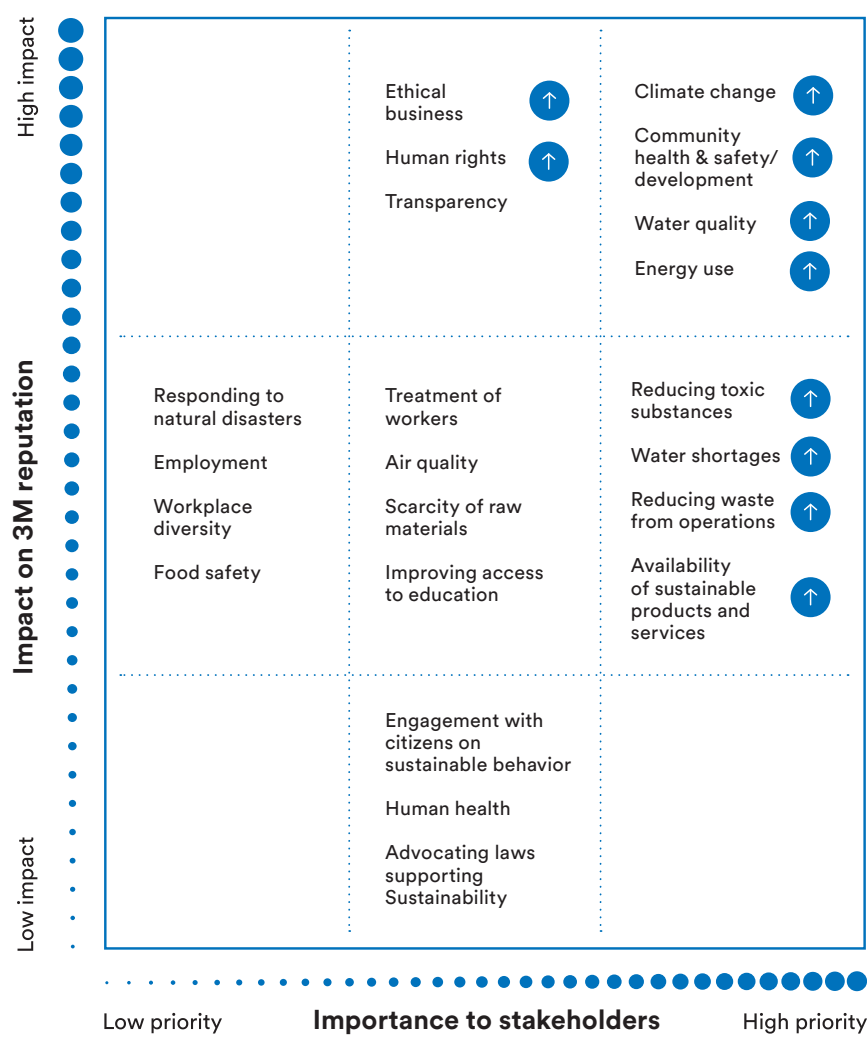 High impact
Impact on 3M reputation
Low impact
Ethical
business
Human rights
Transparency
Climate change
Community
health & safety/
development
Water quality
Energy use
Responding to
natural disasters
Employment
Workplace
diversity
Food safety
Treatment of
workers
Air quality
Scarcity of raw
materials
Improving access
to education
Reducing toxic
substances
Water shortages
Reducing waste
from operations
Availability
of sustainable
products and
services
Engagement with
citizens on
sustainable behavior
Human health
Advocating laws
supporting
Sustainability
Low priority
Importance to stakeholders
High priority